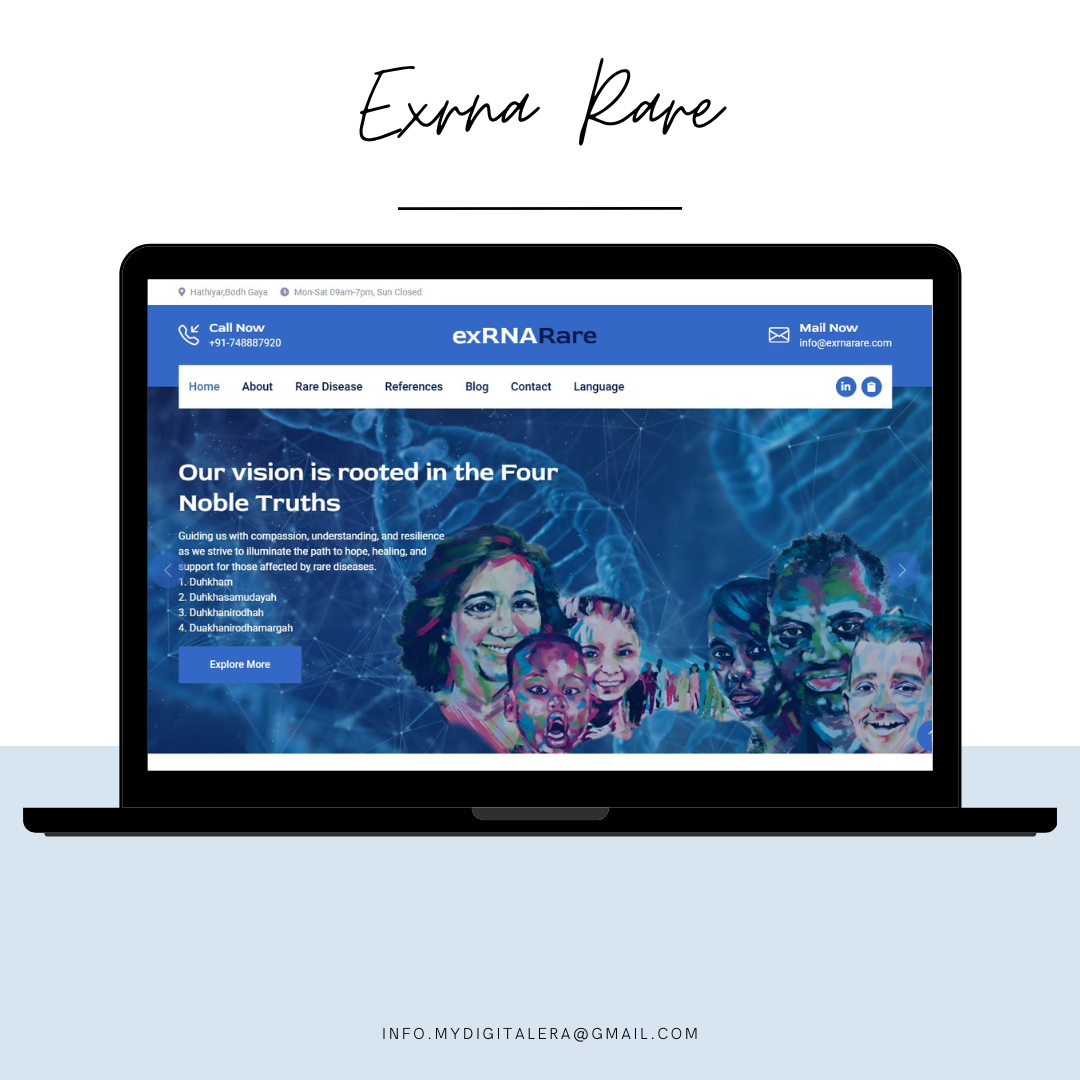 Exrna Rare
Hathiyar,Bodh Gaya Mon-Sat 09am-7pm, Sun Closed
Call Now
+91-748887920
exRNARare
Mail Now
info@exrnarare.com
Home About Rare Disease References Blog Contact Language
in
Our vision is rooted in the Four
Noble Truths
Guiding us with compassion, understanding, and resilience
as we strive to illuminate the path to hope, healing, and
support for those affected by rare diseases.
1. Duhkham
2. Duhkhasamudayah
3. Duhkhanirodhah
4. Duakhanirodhamargah
Explore More
INFO.MYDIGITALERA@GMAIL.COM